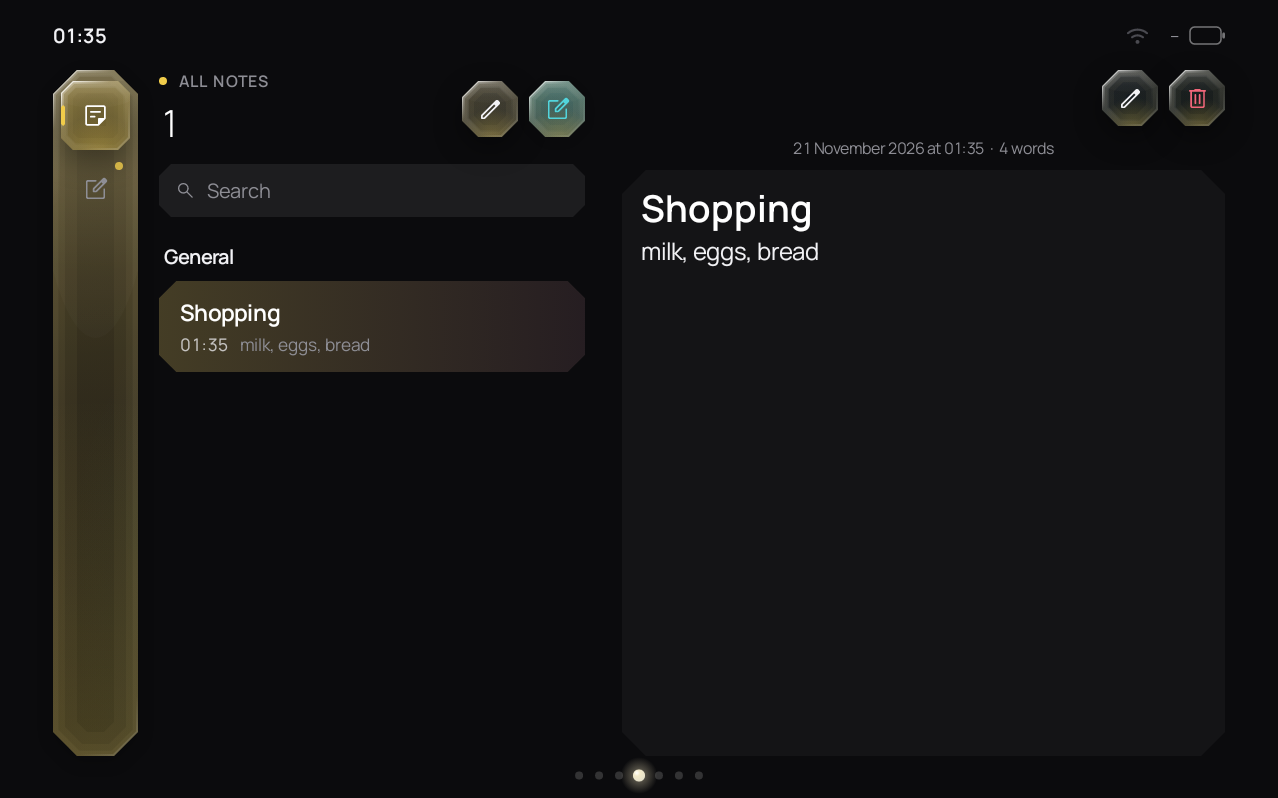 01:35
–
ALL NOTES
1
Search
General
Shopping
01:35 milk, eggs, bread
21 November 2026 at 01:35 · 4 words
Shopping
milk, eggs, bread